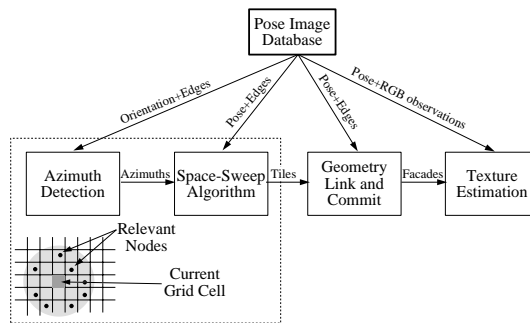 Pose Image
Database
Orientation+Edges
Pose+Edges
Pose+Edges
Pose+RGB observations
Azimuth
Detection
Azimuths
Space-Sweep
Algorithm
Tiles
Geometry
Link and
Commit
Facades
Texture
Estimation
Relevant
Nodes
Current
Grid Cell